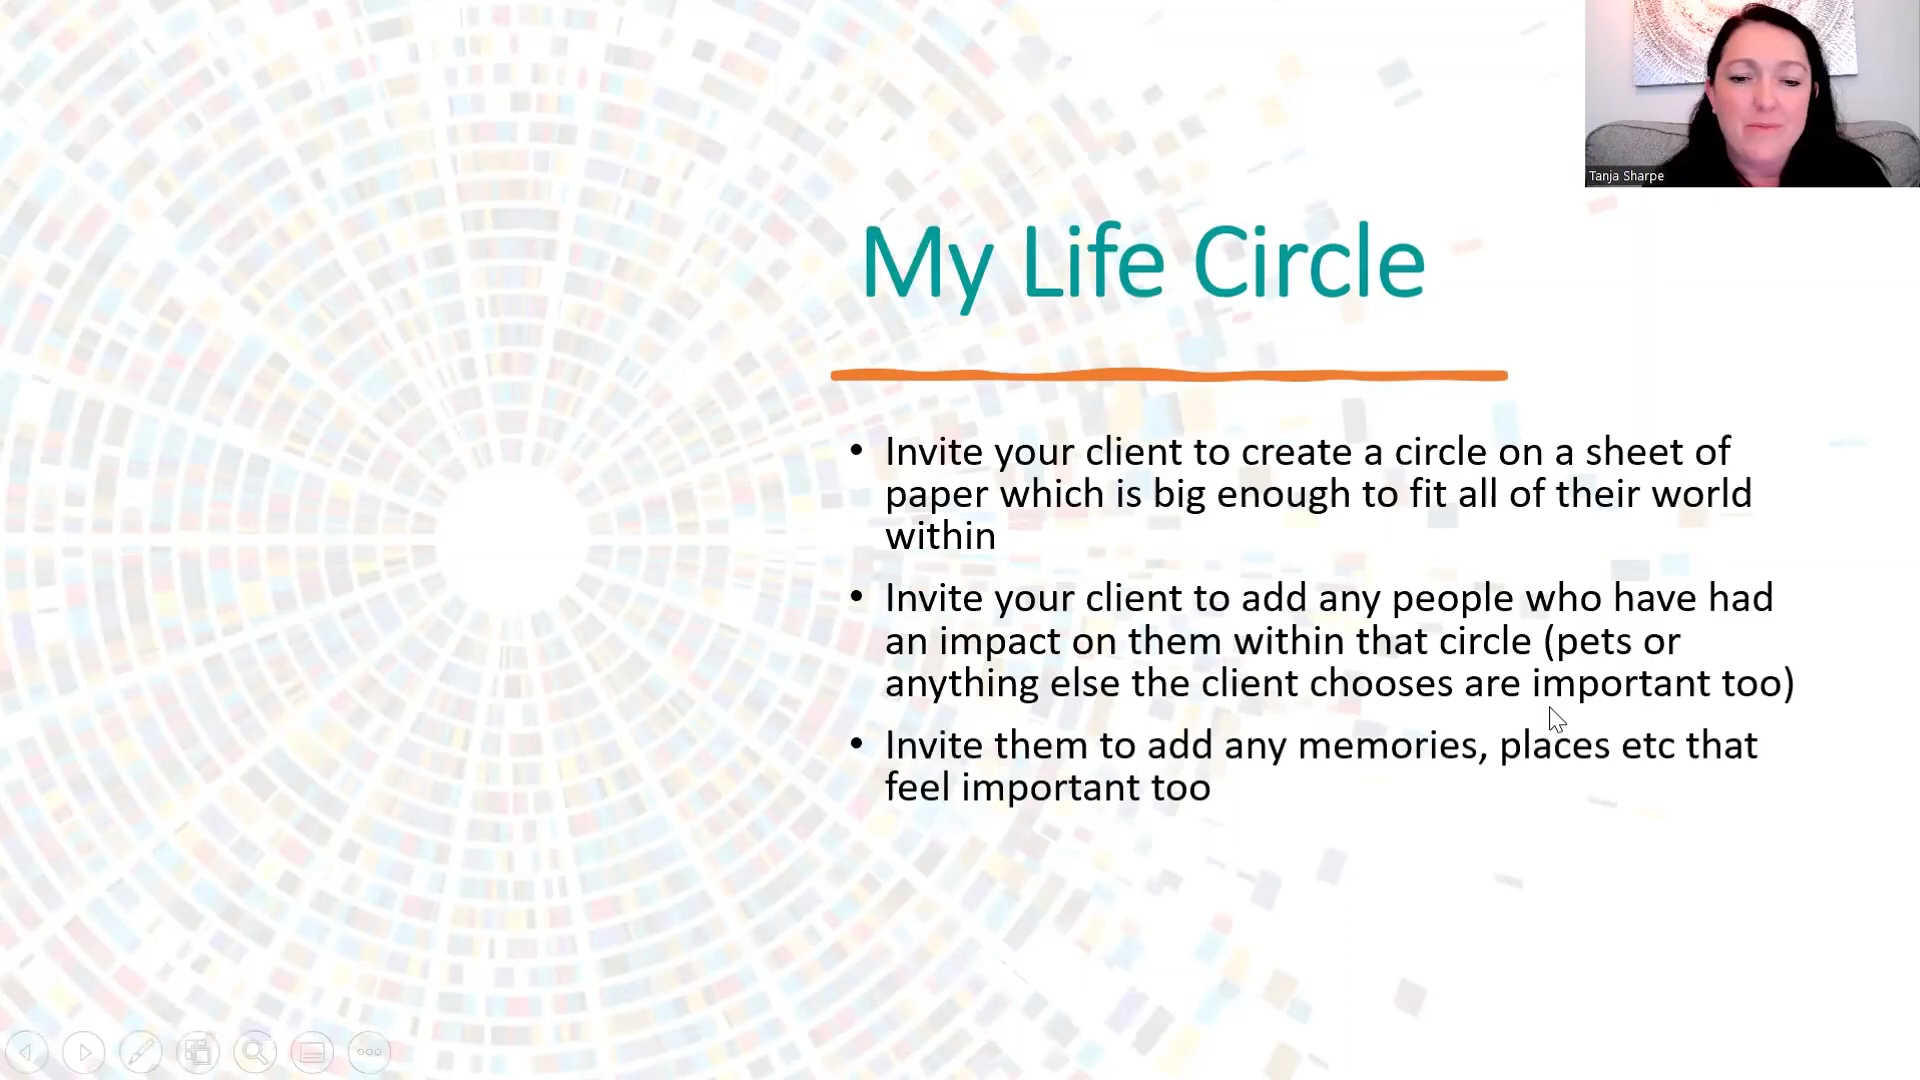 Tanja Sharpe
My Life Circle
• Invite your client to create a circle on a sheet of
paper which is big enough to fit all of their world
within
• Invite your client to add any people who have had
an impact on them within that circle (pets or
anything else the client chooses are important too)
• Invite them to add any memories, places etc that
feel important too